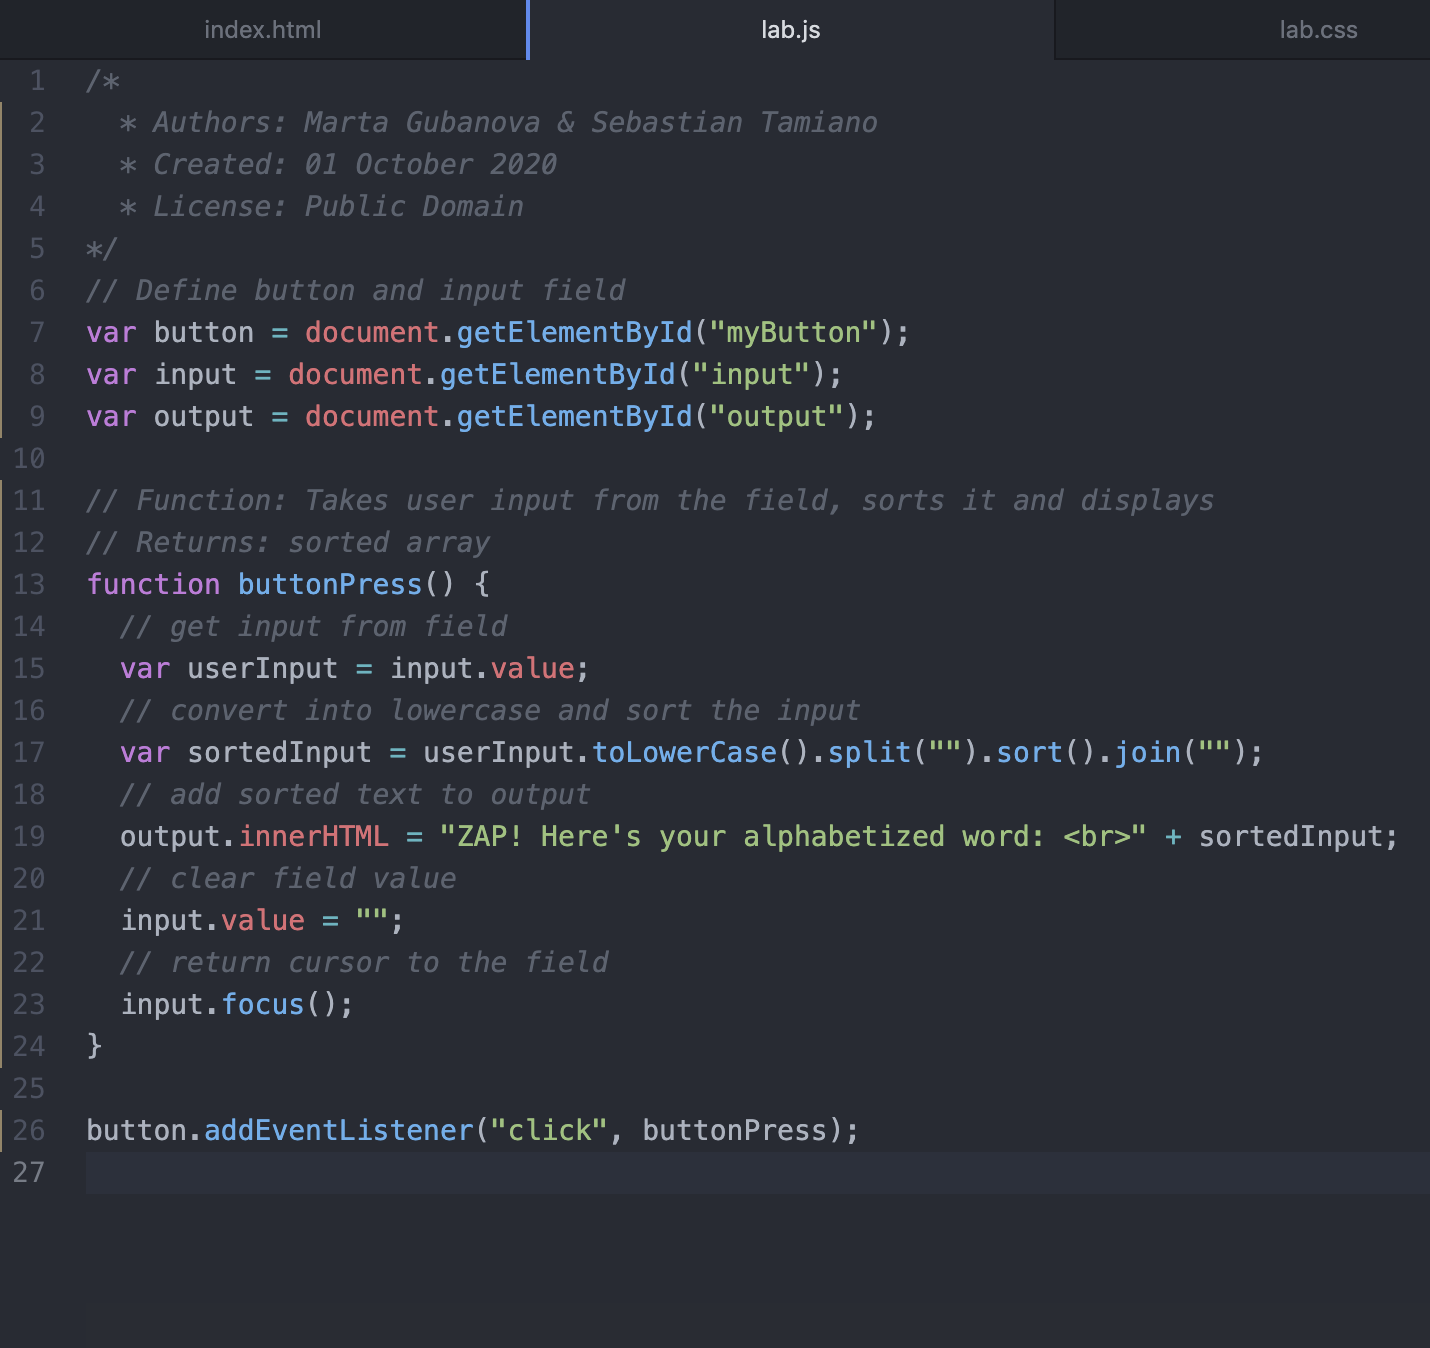 index.html
lab.js
lab.css
1 /*
2 * Authors: Marta Gubanova & Sebastian Tamiano
3 * Created: 01 October 2020
4 * License: Public Domain
5 */
6 // Define button and input field
7 var button = document.getElementById("myButton");
8 var input = document.getElementById("input");
9 var output = document.getElementById("output");
10
11 // Function: Takes user input from the field, sorts it and displays
12 // Returns: sorted array
13 function buttonPress() {
14 // get input from field
15 var userInput = input.value;
16 // convert into lowercase and sort the input
17 var sortedInput = userInput.toLowerCase().split("").sort().join("");
18 // add sorted text to output
19 output.innerHTML = "ZAP! Here's your alphabetized word: <br>" + sortedInput;
20 // clear field value
21 input.value = "";
22 // return cursor to the field
23 input.focus();
24 }
25
26 button.addEventListener("click", buttonPress);
27